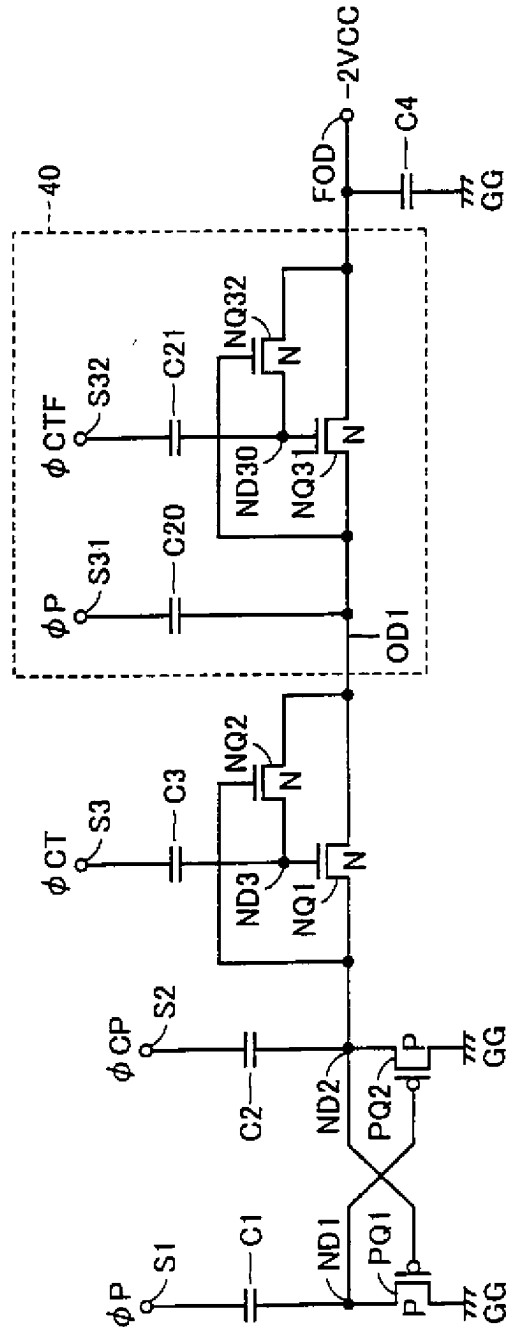 40
φP
S1
C1
ND1
PQ1
P
GG
φCP
S2
C2
ND2
PQ2
P
GG
φCT
S3
C3
ND3
NQ1
N
NQ2
N
OD1
φP
S31
C20
φCTF
S32
C21
ND30
NQ31
N
NQ32
N
FOD
-2VCC
C4
GG